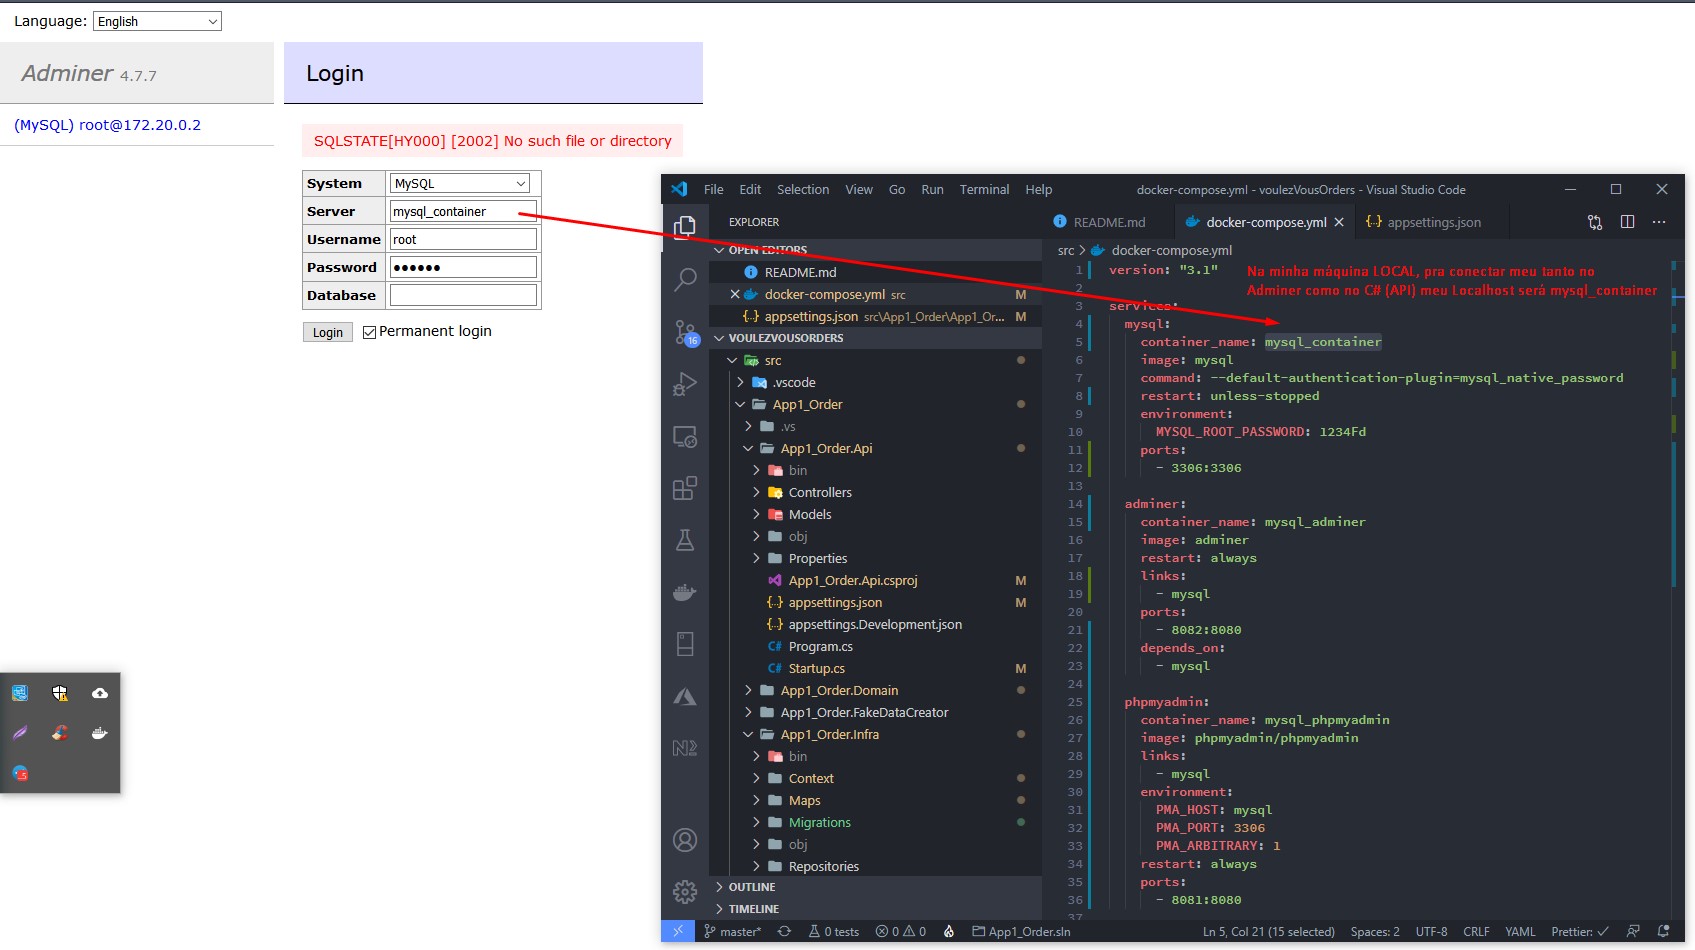 Language: English
Adminer 4.7.7
(MySQL) root@172.20.0.2
Login
SQLSTATE[HY000] [2002] No such file or directory
System MySQL
Server mysql_container
Username root
Password ●●●●●●
Database
Login Permanent login
File Edit Selection View Go Run Terminal Help
docker-compose.yml - voulezVousOrders - Visual Studio Code
EXPLORER
OPEN EDITORS
README.md
docker-compose.yml src M
appsettings.json src\App1_Order\App1_Or... M
VOULEZVOUSORDERS
src
.vscode
App1_Order
.vs
App1_Order.Api
bin
Controllers
Models
obj
Properties
App1_Order.Api.csproj M
appsettings.json M
appsettings.Development.json
Program.cs
Startup.cs M
App1_Order.Domain
App1_Order.FakeDataCreator
App1_Order.Infra
bin
Context
Maps
Migrations
obj
Repositories
OUTLINE
TIMELINE
16
README.md docker-compose.yml appsettings.json
src > docker-compose.yml
Na minha máquina LOCAL, pra conectar meu tanto no
Adminer como no C# (API) meu Localhost será mysql_container
1 version: "3.1"
2
3 services:
4 mysql:
5 container_name: mysql_container
6 image: mysql
7 command: --default-authentication-plugin=mysql_native_password
8 restart: unless-stopped
9 environment:
10 MYSQL_ROOT_PASSWORD: 1234Fd
11 ports:
12 - 3306:3306
13
14 adminer:
15 container_name: mysql_adminer
16 image: adminer
17 restart: always
18 links:
19 - mysql
20 ports:
21 - 8082:8080
22 depends_on:
23 - mysql
24
25 phpmyadmin:
26 container_name: mysql_phpmyadmin
27 image: phpmyadmin/phpmyadmin
28 links:
29 - mysql
30 environment:
31 PMA_HOST: mysql
32 PMA_PORT: 3306
33 PMA_ARBITRARY: 1
34 restart: always
35 ports:
36 - 8081:8080
37
master* 0 tests 0 0 App1_Order.sln Ln 5, Col 21 (15 selected) Spaces: 2 UTF-8 CRLF YAML Prettier: ✓